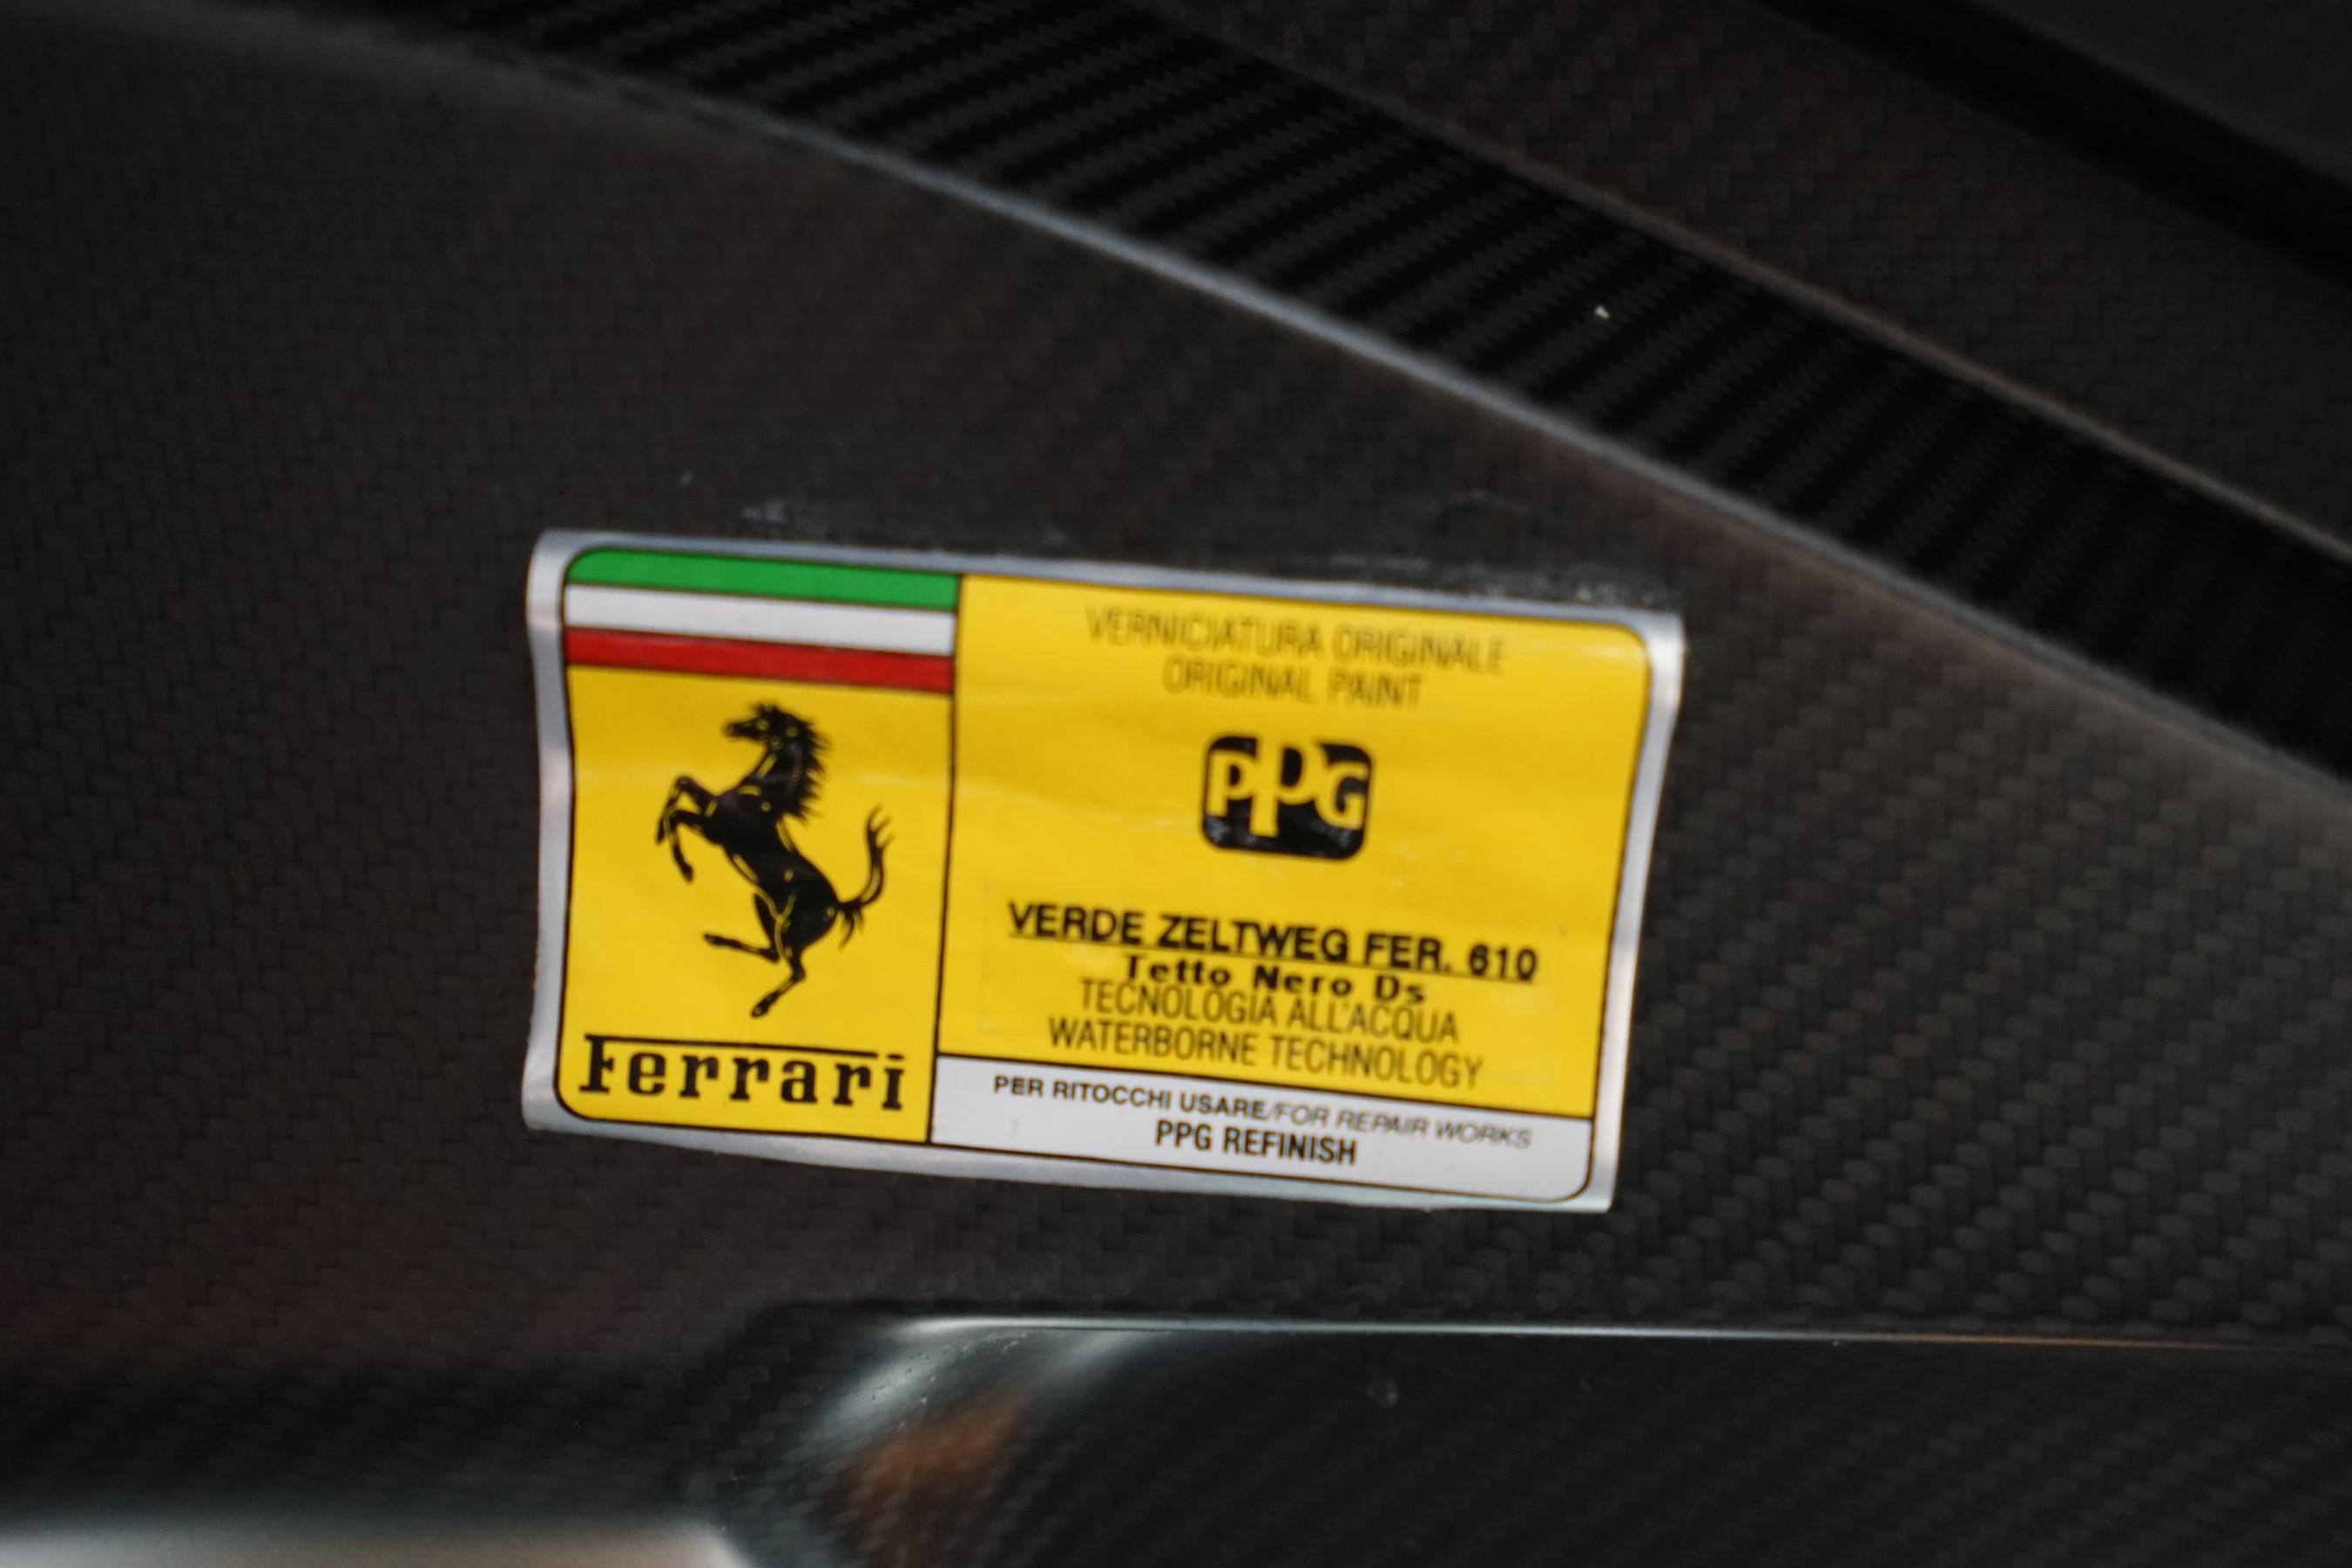 VERNICIATURA ORIGINALE
ORIGINAL PAINT
PPG
VERDE ZELTWEG FER. 610
Tetto Nero Ds
TECNOLOGIA ALL'ACQUA
WATERBORNE TECHNOLOGY
Ferrari
PER RITOCCHI USARE/FOR REPAIR WORKS
PPG REFINISH